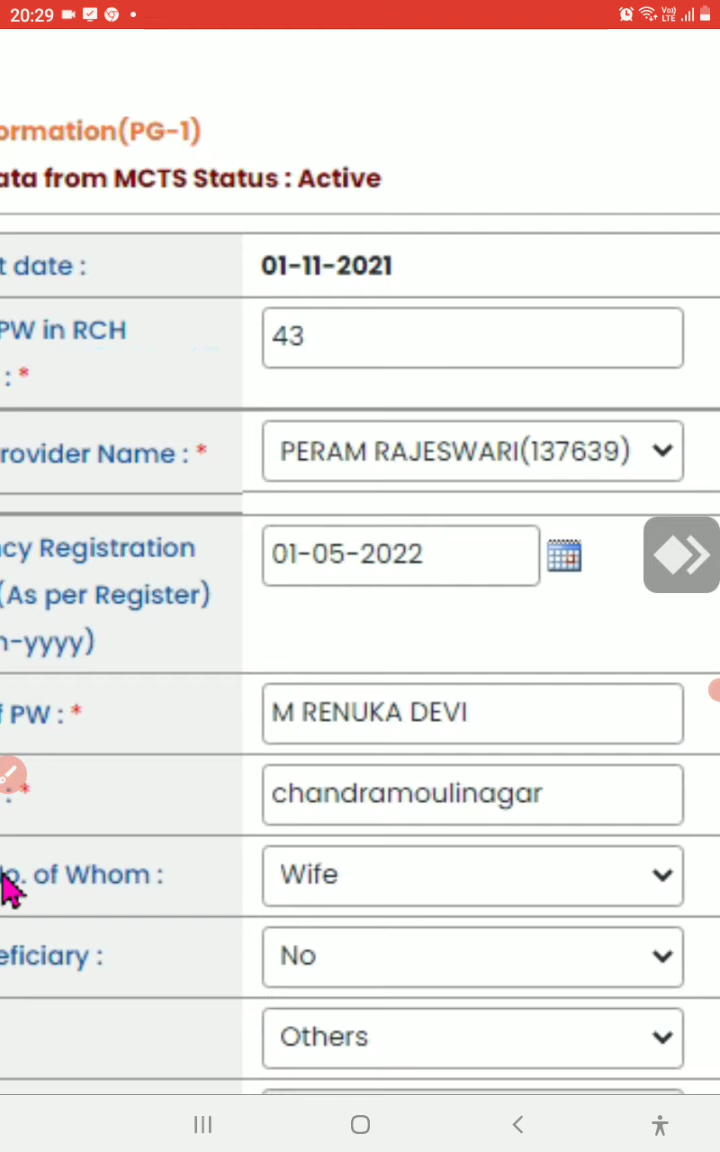 20:29
ormation(PG-1)
ata from MCTS Status : Active
t date :
01-11-2021
PW in RCH
: *
43
rovider Name : *
PERAM RAJESWARI(137639)
cy Registration
(As per Register)
n-yyyy)
01-05-2022
f PW : *
M RENUKA DEVI
: *
chandramoulinagar
o. of Whom :
Wife
eficiary :
No
Others